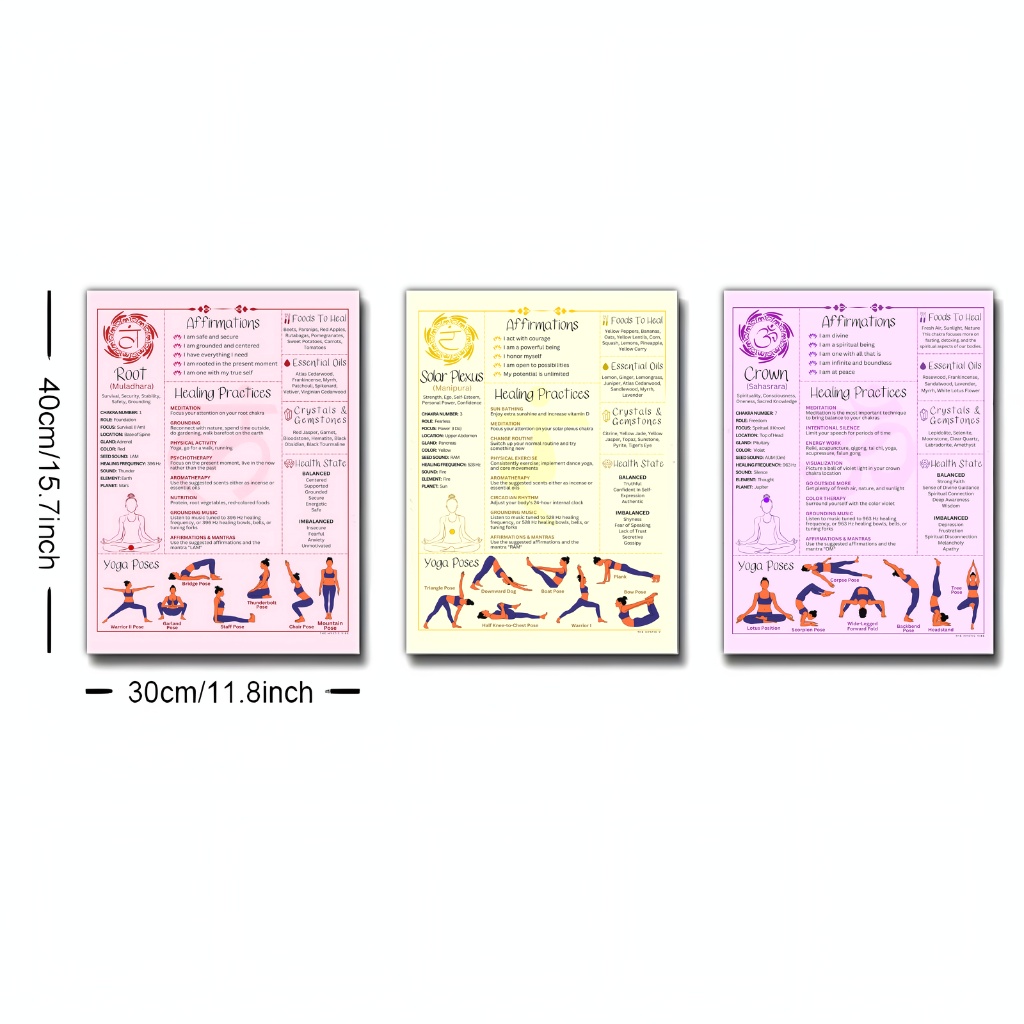 40cm/15.7inch
30cm/11.8inch
Root
(Muladhara)
Survival, Security, Stability,
Safety, Grounding
CHAKRA NUMBER: 1
ROLE: Foundation
FOCUS: Survival (I Am)
LOCATION: Base of Spine
GLAND: Adrenal
COLOR: Red
SEED SOUND: LAM
HEALING FREQUENCY: 396 Hz
SENSE: Thunder
ELEMENT: Earth
PLANET: Mars
Affirmations
I am safe and secure
I am grounded and centered
I have everything I need
I am rooted in the present moment
I am one with my true self
Healing Practices
MEDITATION
Focus your attention on your root chakra
GROUNDING
Reconnect with nature, spend time outside,
do gardening, walk barefoot on the earth
PHYSICAL ACTIVITY
Yoga, go for a walk, running
PSYCHOTHERAPY
Focus on the present moment, live in the now
rather than the past
AROMATHERAPY
Use the suggested scents either as incense or
essential oils
NUTRITION
Protein, root vegetables, red-colored foods
GROUNDING MUSIC
Listen to music tuned to 396 Hz healing
frequency, or 396 Hz healing bowls, bells, or
tuning forks
AFFIRMATIONS & MANTRAS
Use the suggested affirmations and the
mantra "LAM"
Foods To Heal
Beets, Parsnips, Red Apples,
Rutabagas, Pomegranates,
Sweet Potatoes, Carrots,
Tomatoes
Essential Oils
Atlas Cedarwood,
Frankincense, Myrrh,
Patchouli, Spikenard,
Vetiver, Virginian Cedarwood
Crystals &
Gemstones
Red Jasper, Garnet,
Bloodstone, Hematite, Black
Obsidian, Black Tourmaline
Health State
BALANCED
Centered
Supported
Grounded
Secure
Energetic
Safe
IMBALANCED
Insecure
Fearful
Anxiety
Unmotivated
Yoga Poses
Warrior II Pose
Bridge Pose
Garland
Pose
Staff Pose
Thunderbolt
Pose
Chair Pose
Mountain
Pose
Solar Plexus
(Manipura)
Strength, Ego, Self Esteem,
Personal Power, Confidence
CHAKRA NUMBER: 3
ROLE: Fearless
FOCUS: Power (I Do)
LOCATION: Upper Abdomen
GLAND: Pancreas
COLOR: Yellow
SEED SOUND: RAM
HEALING FREQUENCY: 528 Hz
SENSE: Fire
ELEMENT: Fire
PLANET: Sun
Affirmations
I act with courage
I am a powerful being
I honor myself
I am open to possibilities
My potential is unlimited
Healing Practices
SUN BATHING
Enjoy extra sunshine and increase vitamin D
MEDITATION
Focus your attention on your solar plexus chakra
CHANGE ROUTINE
Switch up your normal routine and try
something new
PHYSICAL EXERCISE
Consistently exercise, implement dance, yoga,
and core movements
AROMATHERAPY
Use the suggested scents either as incense or
essential oils
CIRCADIAN RHYTHM
Adjust your body's 24-hour internal clock
GROUNDING MUSIC
Listen to music tuned to 528 Hz healing
frequency, or 528 Hz healing bowls, bells, or
tuning forks
AFFIRMATIONS & MANTRAS
Use the suggested affirmations and the
mantra "RAM"
Foods To Heal
Yellow Peppers, Bananas,
Oats, Yellow Lentils, Corn,
Squash, Lemons, Pineapple,
Yellow Curry
Essential Oils
Lemon, Ginger, Lemongrass,
Juniper, Atlas Cedarwood,
Sandalwood, Myrrh,
Lavender
Crystals &
Gemstones
Citrine, Yellow Jade, Yellow
Jasper, Topaz, Sunstone,
Pyrite, Tiger's Eye
Health State
BALANCED
Trustful
Confident in Self-
Expression
Authentic
IMBALANCED
Shyness
Fear of Speaking
Lack of Trust
Secretive
Gossipy
Yoga Poses
Triangle Pose
Downward Dog
Half Knee-to-Chest Pose
Boat Pose
Warrior I
Plank
Bow Pose
Crown
(Sahasrara)
Spirituality, Consciousness,
Oneness, Sacred Knowledge
CHAKRA NUMBER: 7
ROLE: Freedom
FOCUS: Spiritual (I Know)
LOCATION: Top of Head
GLAND: Pituitary
COLOR: Violet
SEED SOUND: AUM (Om)
HEALING FREQUENCY: 963 Hz
SENSE: Silence
ELEMENT: Thought
PLANET: Jupiter
Affirmations
I am divine
I am a spiritual being
I am one with all that is
I am infinite and boundless
I am at peace
Healing Practices
MEDITATION
Meditation is the most important technique
to bring balance to your chakras
INTENTIONAL SILENCE
Limit your speech for periods of time
ENERGY WORK
Reiki, acupuncture, qigong, tai chi, yoga,
acupressure, falun gong
VISUALIZATION
Picture a ball of violet light in your crown
chakra location
GO OUTSIDE MORE
Get plenty of fresh air, nature, and sunlight
COLOR THERAPY
Surround yourself with the color violet
GROUNDING MUSIC
Listen to music tuned to 963 Hz healing
frequency, or 963 Hz healing bowls, bells, or
tuning forks
AFFIRMATIONS & MANTRAS
Use the suggested affirmations and the
mantra "OM"
Foods To Heal
Fresh Air, Sunlight, Nature
This chakra focuses more on
fasting, detoxing, and the
spiritual aspects of our bodies.
Essential Oils
Rosewood, Frankincense,
Sandalwood, Lavender,
Myrrh, White Lotus Flower
Crystals &
Gemstones
Lepidolite, Selenite,
Moonstone, Clear Quartz,
Labradorite, Amethyst
Health State
BALANCED
Strong Faith
Sense of Divine Guidance
Spiritual Connection
Deep Awareness
Wisdom
IMBALANCED
Depression
Frustration
Spiritual Disconnection
Melancholy
Apathy
Yoga Poses
Lotus Position
Corpse Pose
Scorpion Pose
Wide-Legged
Forward Fold
Backbend
Pose
Headstand
Tree
Pose